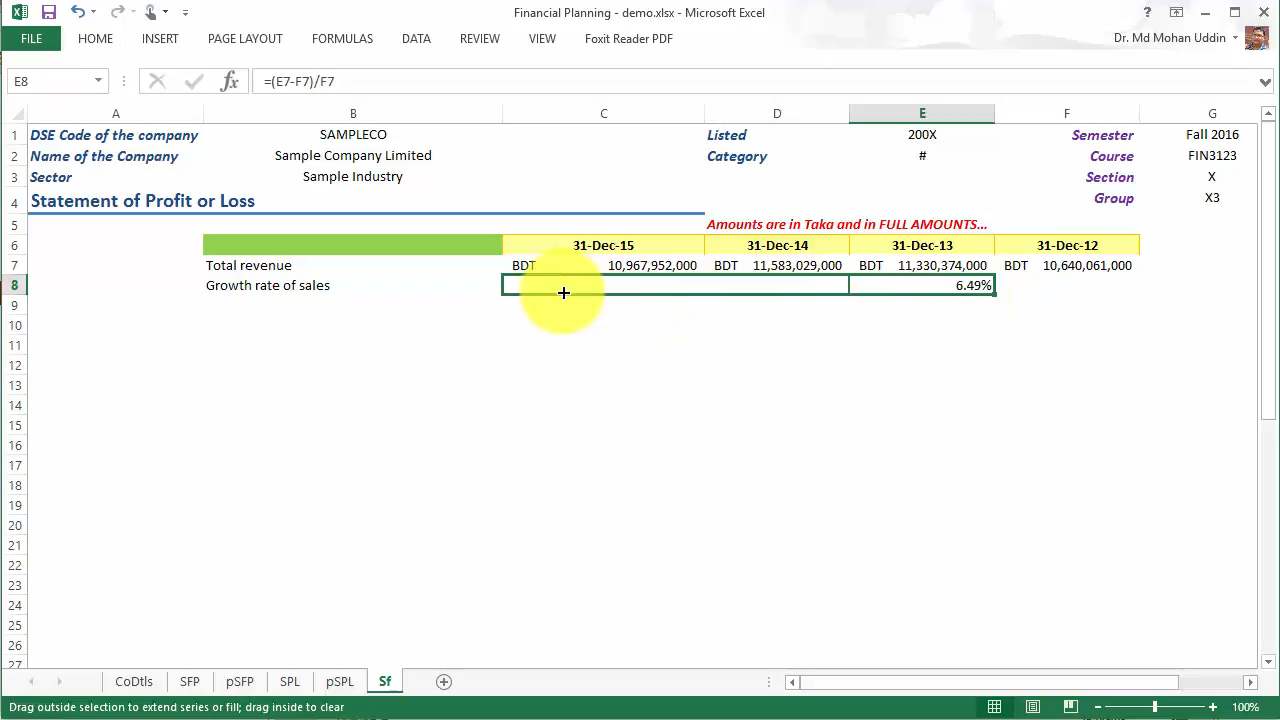 Financial Planning - demo.xlsx - Microsoft Excel
FILE HOME INSERT PAGE LAYOUT FORMULAS DATA REVIEW VIEW Foxit Reader PDF Dr. Md Mohan Uddin
E8 fx =(E7-F7)/F7
A B C D E F G
1 DSE Code of the company SAMPLECO Listed 200X Semester Fall 2016
2 Name of the Company Sample Company Limited Category # Course FIN3123
3 Sector Sample Industry Section X
4 Statement of Profit or Loss Group X3
5 Amounts are in Taka and in FULL AMOUNTS...
6 31-Dec-15 31-Dec-14 31-Dec-13 31-Dec-12
7 Total revenue BDT 10,967,952,000 BDT 11,583,029,000 BDT 11,330,374,000 BDT 10,640,061,000
8 Growth rate of sales 6.49%
9
10
11
12
13
14
15
16
17
18
19
20
21
22
23
24
25
26
27
CoDtls SFP pSFP SPL pSPL Sf
Drag outside selection to extend series or fill; drag inside to clear 100%